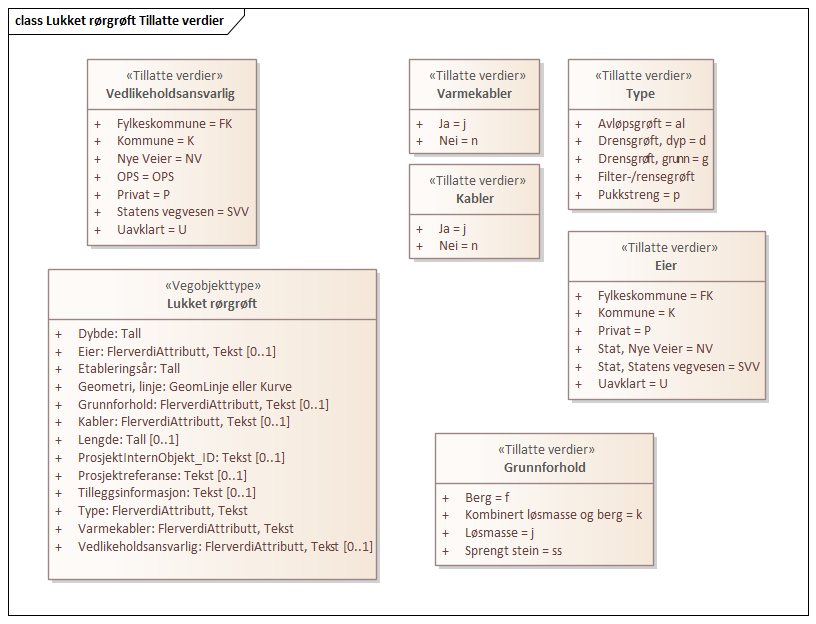 class Lukket rørgrøft Tillatte verdier
«Tillatte verdier»
Vedlikeholdsansvarlig
+ Fylkeskommune = FK
+ Kommune = K
+ Nye Veier = NV
+ OPS = OPS
+ Privat = P
+ Statens vegvesen = SVV
+ Uavklart = U
«Tillatte verdier»
Varmekabler
+ Ja = j
+ Nei = n
«Tillatte verdier»
Type
+ Avløpsgrøft = al
+ Drensgrøft, dyp = d
+ Drensgrøft, grunn = g
+ Filter-/rensegrøft
+ Pukkstreng = p
«Tillatte verdier»
Kabler
+ Ja = j
+ Nei = n
«Tillatte verdier»
Eier
+ Fylkeskommune = FK
+ Kommune = K
+ Privat = P
+ Stat, Nye Veier = NV
+ Stat, Statens vegvesen = SVV
+ Uavklart = U
«Vegobjekttype»
Lukket rørgrøft
+ Dybde: Tall
+ Eier: FlerverdiAttributt, Tekst [0..1]
+ Etableringsår: Tall
+ Geometri, linje: GeomLinje eller Kurve
+ Grunnforhold: FlerverdiAttributt, Tekst [0..1]
+ Kabler: FlerverdiAttributt, Tekst [0..1]
+ Lengde: Tall [0..1]
+ ProsjektInternObjekt_ID: Tekst [0..1]
+ Prosjektreferanse: Tekst [0..1]
+ Tilleggsinformasjon: Tekst [0..1]
+ Type: FlerverdiAttributt, Tekst
+ Varmekabler: FlerverdiAttributt, Tekst
+ Vedlikeholdsansvarlig: FlerverdiAttributt, Tekst [0..1]
«Tillatte verdier»
Grunnforhold
+ Berg = f
+ Kombinert løsmasse og berg = k
+ Løsmasse = j
+ Sprengt stein = ss